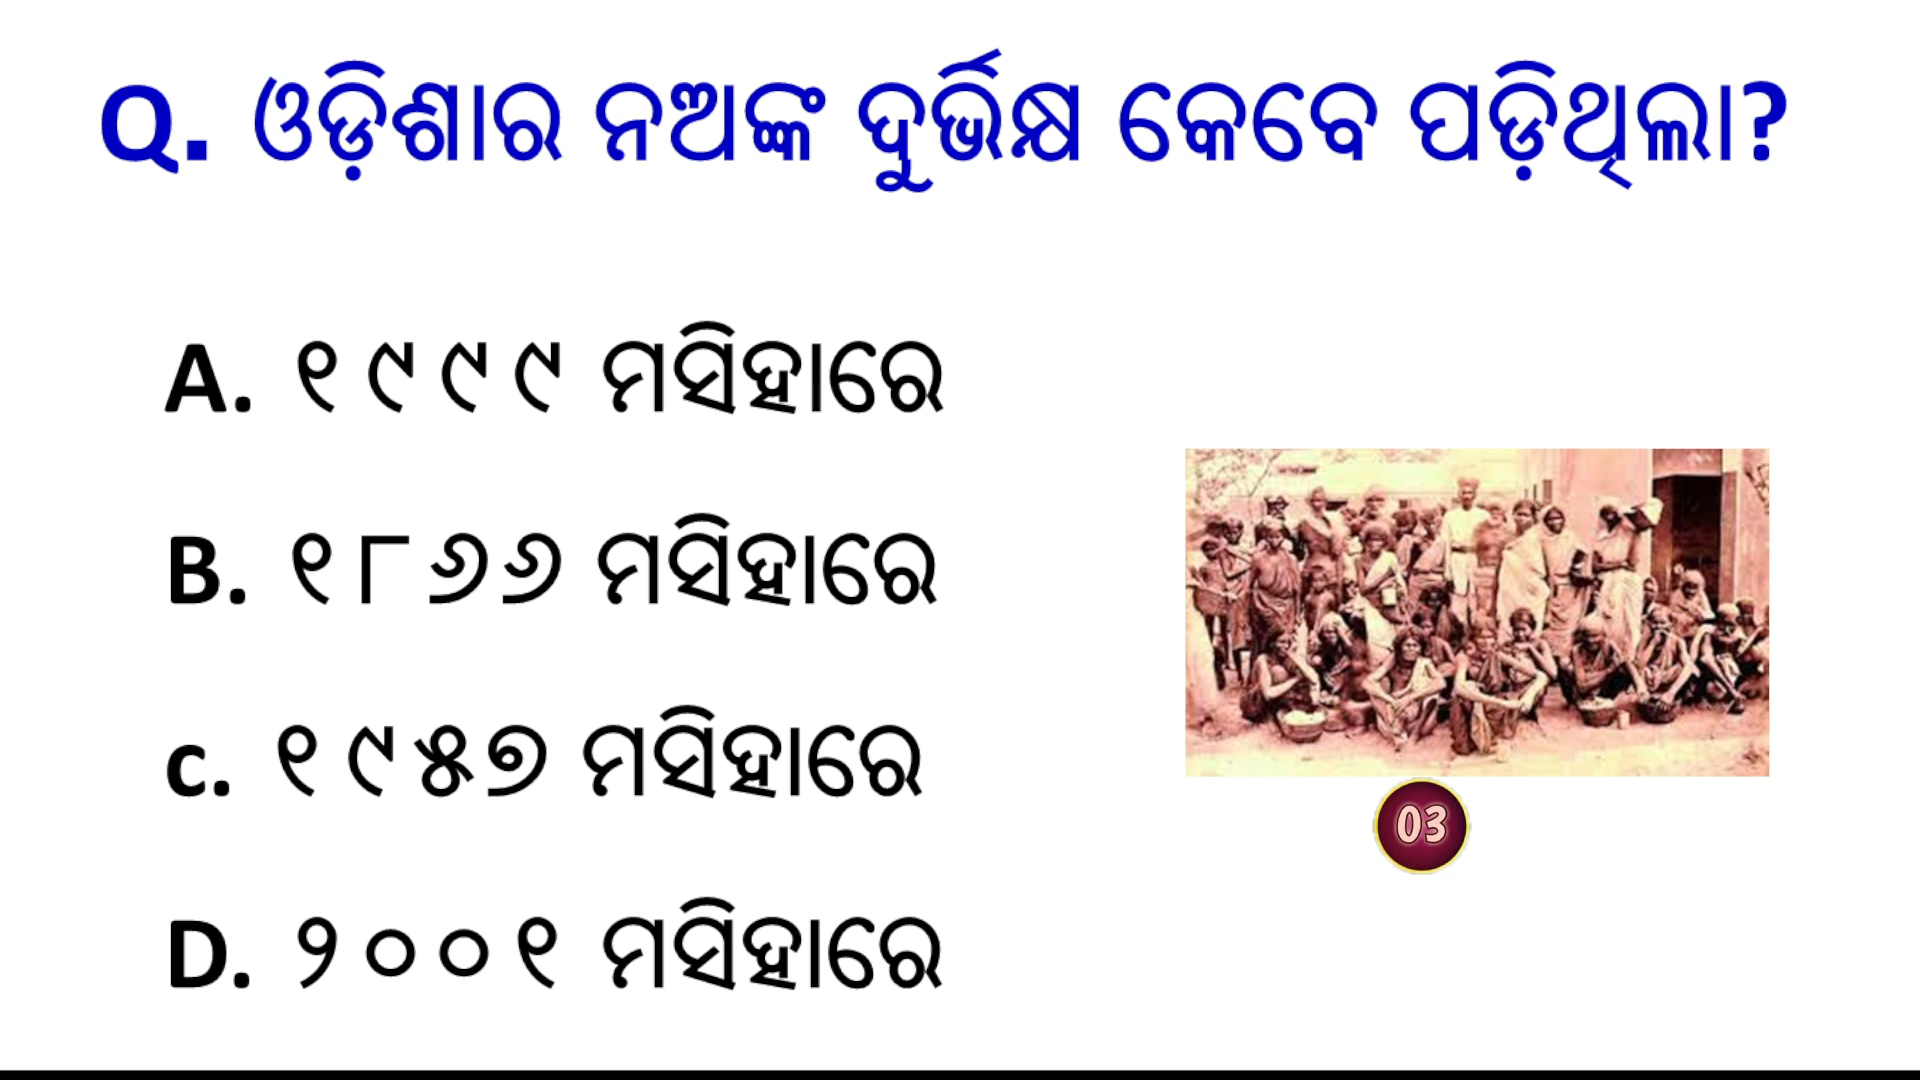 Q. ଓଡ଼ିଶାର ନଅଙ୍କ ଦୁର୍ଭିକ୍ଷ କେବେ ପଡ଼ିଥିଲା?
A. ୧୯୯୯ ମସିହାରେ
B. ୧୮୬୬ ମସିହାରେ
c. ୧୯୫୭ ମସିହାରେ
D. ୨୦୦୧ ମସିହାରେ
03